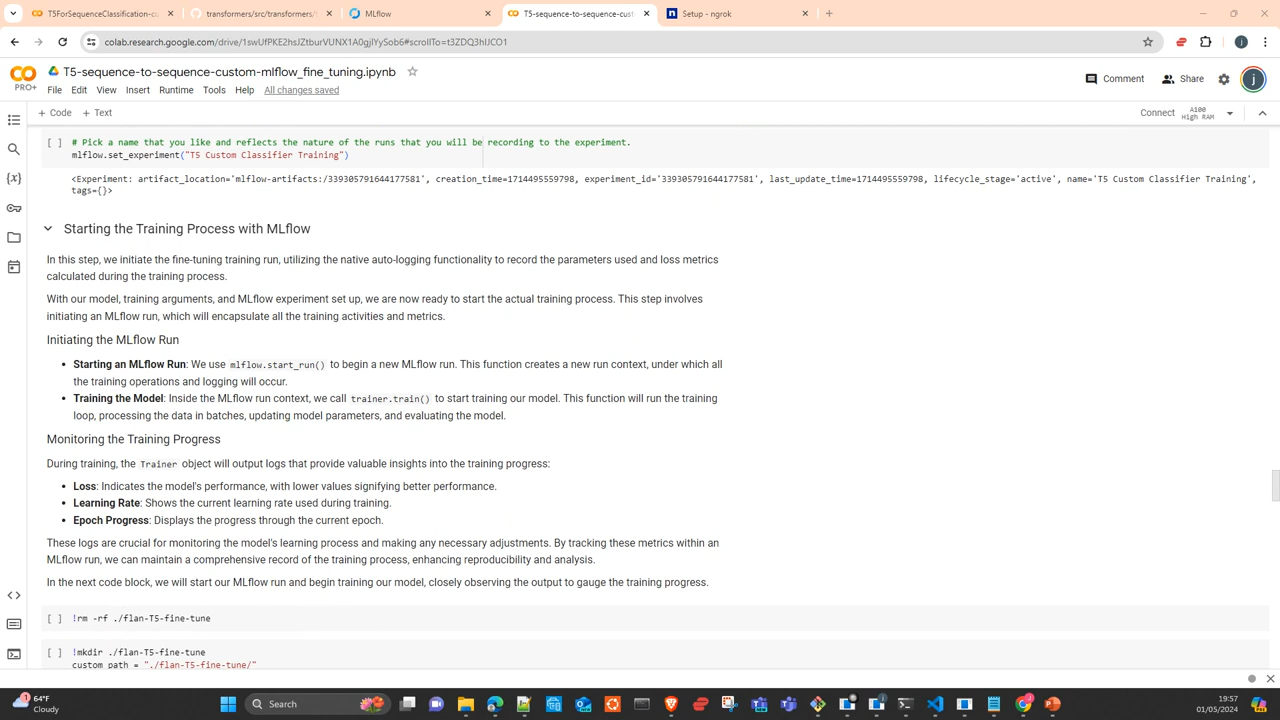 T5ForSequenceClassification-cu
transformers/src/transformers/t
MLflow
T5-sequence-to-sequence-custo
Setup - ngrok
colab.research.google.com/drive/1swUfPKE2hsJZtburVUNX1A0gjlYySob6#scrollTo=t3ZDQ3hIJCO1
T5-sequence-to-sequence-custom-mlflow_fine_tuning.ipynb
PRO+
File Edit View Insert Runtime Tools Help All changes saved
Comment Share j
+ Code + Text
Connect A100 High RAM
[ ] # Pick a name that you like and reflects the nature of the runs that you will be recording to the experiment.
mlflow.set_experiment("T5 Custom Classifier Training")
<Experiment: artifact_location='mlflow-artifacts:/339305791644177581', creation_time=1714495559798, experiment_id='339305791644177581', last_update_time=1714495559798, lifecycle_stage='active', name='T5 Custom Classifier Training',
tags={}>
Starting the Training Process with MLflow
In this step, we initiate the fine-tuning training run, utilizing the native auto-logging functionality to record the parameters used and loss metrics
calculated during the training process.
With our model, training arguments, and MLflow experiment set up, we are now ready to start the actual training process. This step involves
initiating an MLflow run, which will encapsulate all the training activities and metrics.
Initiating the MLflow Run
• Starting an MLflow Run: We use mlflow.start_run() to begin a new MLflow run. This function creates a new run context, under which all
the training operations and logging will occur.
• Training the Model: Inside the MLflow run context, we call trainer.train() to start training our model. This function will run the training
loop, processing the data in batches, updating model parameters, and evaluating the model.
Monitoring the Training Progress
During training, the Trainer object will output logs that provide valuable insights into the training progress:
• Loss: Indicates the model's performance, with lower values signifying better performance.
• Learning Rate: Shows the current learning rate used during training.
• Epoch Progress: Displays the progress through the current epoch.
These logs are crucial for monitoring the model's learning process and making any necessary adjustments. By tracking these metrics within an
MLflow run, we can maintain a comprehensive record of the training process, enhancing reproducibility and analysis.
In the next code block, we will start our MLflow run and begin training our model, closely observing the output to gauge the training progress.
[ ] !rm -rf ./flan-T5-fine-tune
[ ] !mkdir ./flan-T5-fine-tune
custom path = "./flan-T5-fine-tune/"
64°F
Cloudy
Search
19:57
01/05/2024